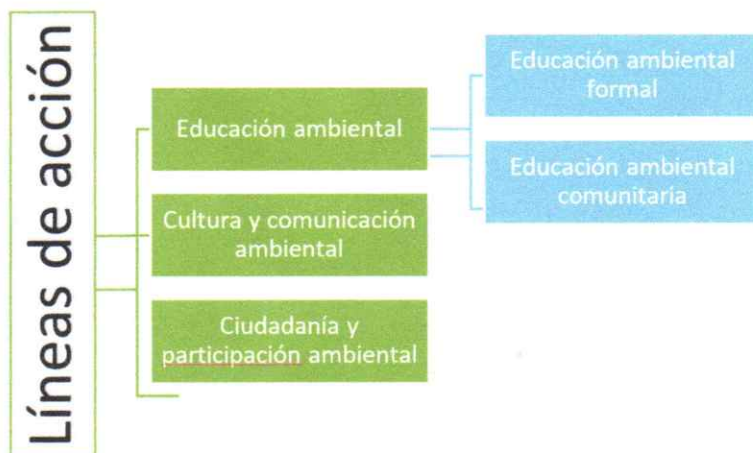 Líneas de acción
Educación ambiental
Cultura y comunicación
ambiental
Ciudadanía y
participación ambiental
Educación ambiental
formal
Educación ambiental
comunitaria